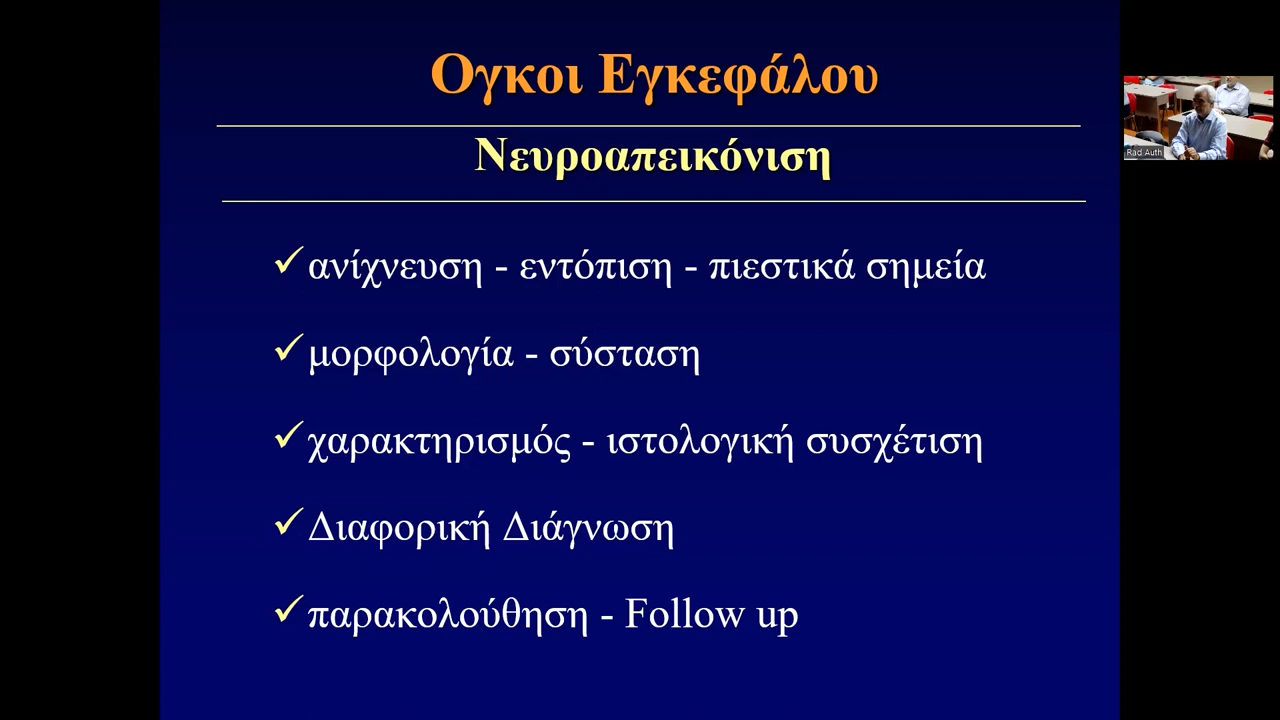 Ογκοι Εγκεφάλου
Νευροαπεικόνιση
✓ανίχνευση - εντόπιση - πιεστικά σημεία
✓μορφολογία - σύσταση
✓χαρακτηρισμός - ιστολογική συσχέτιση
✓Διαφορική Διάγνωση
✓παρακολούθηση - Follow up
Rad Auth